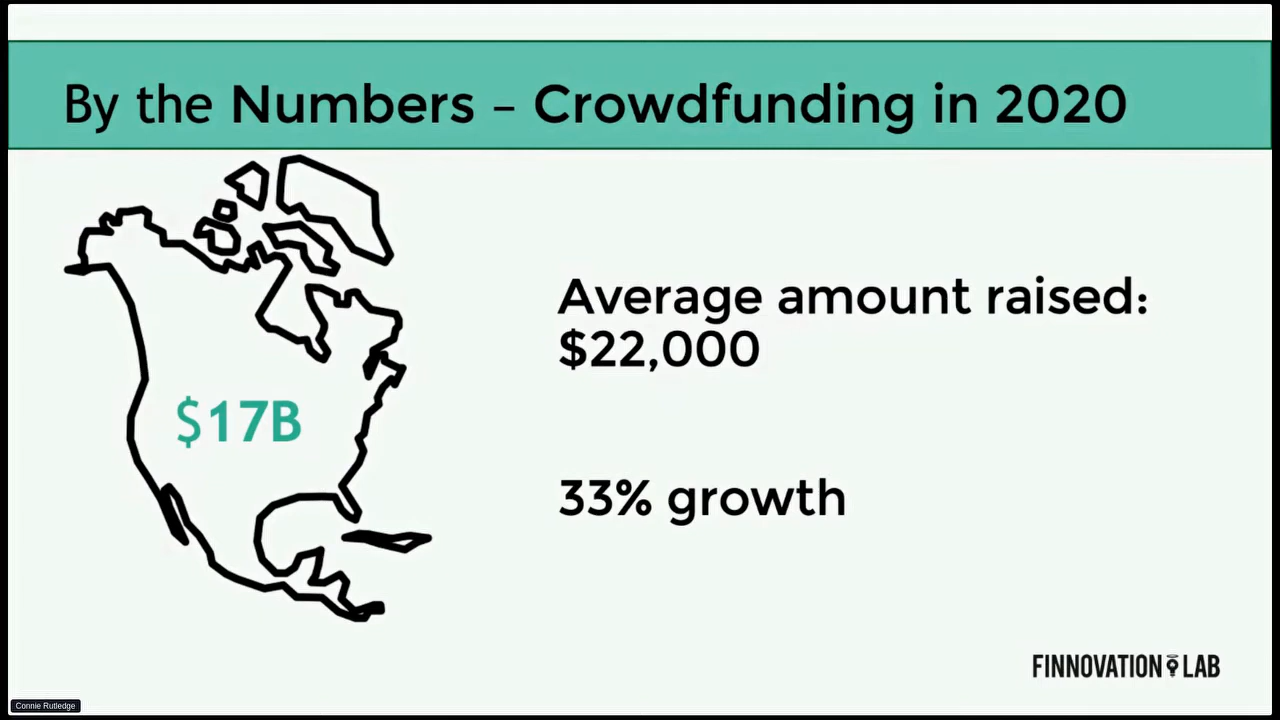 By the Numbers – Crowdfunding in 2020
$17B
Average amount raised:
$22,000
33% growth
FINNOVATION LAB
Connie Rutledge